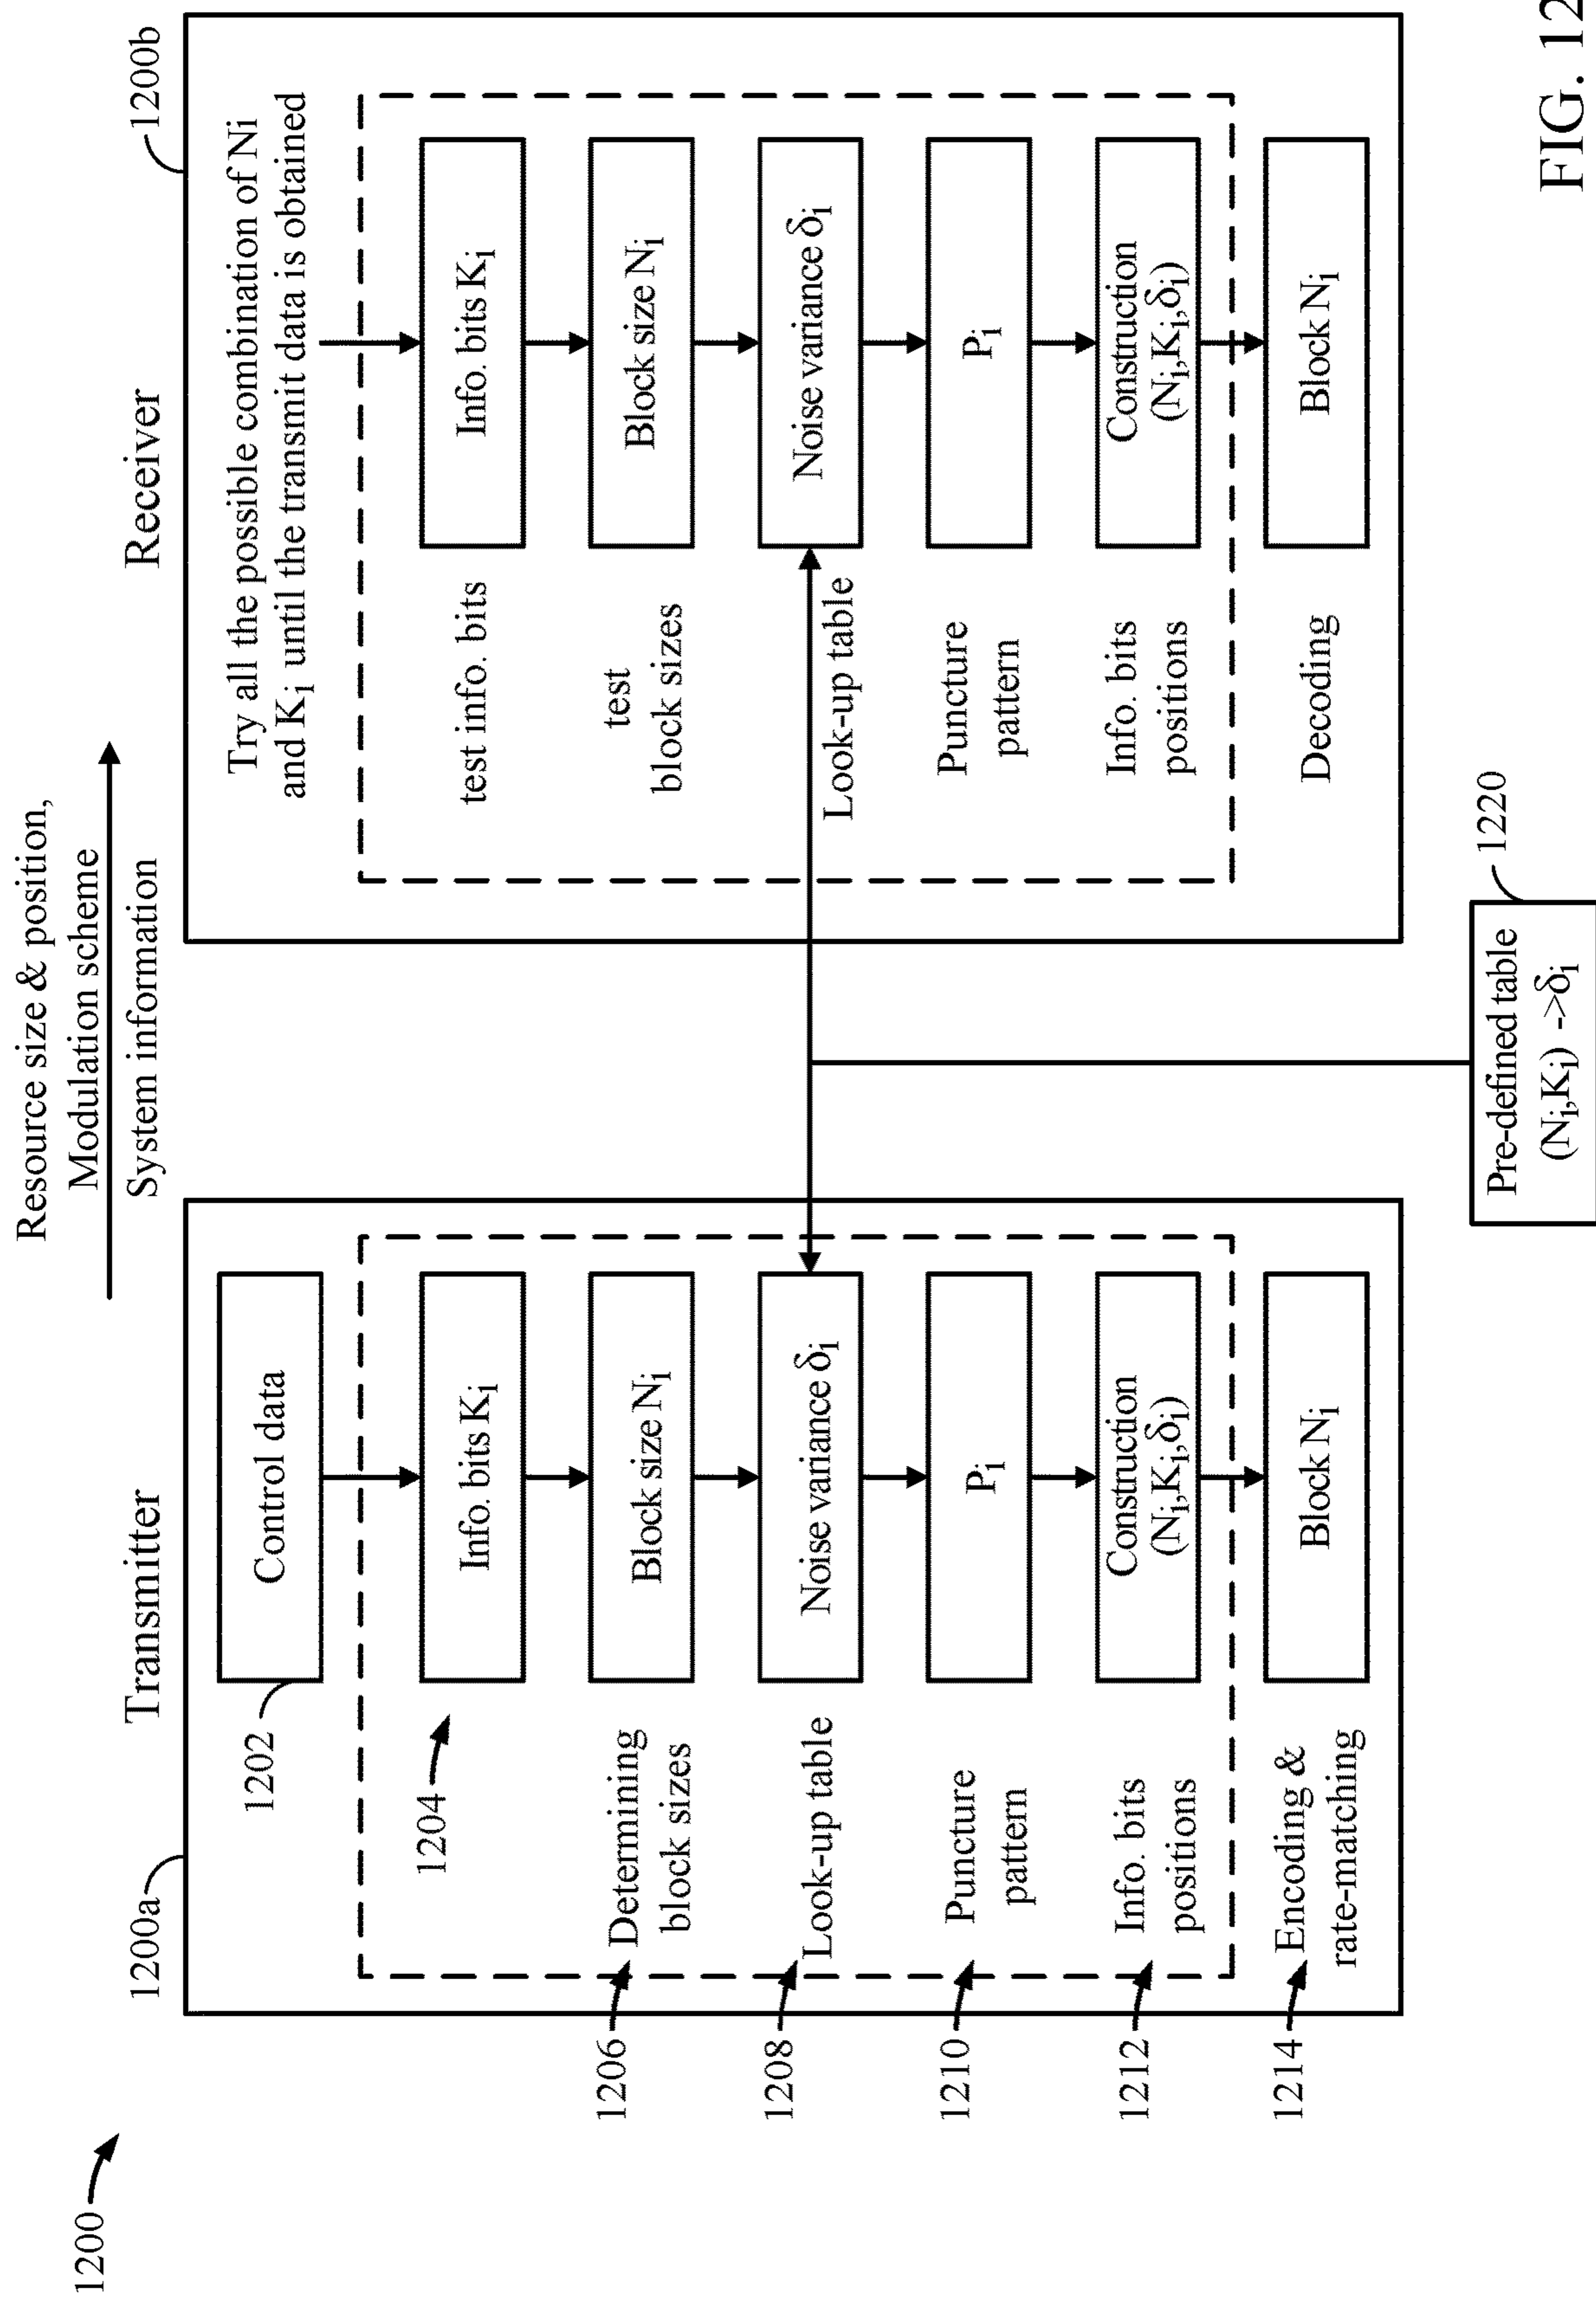 1200
Resource size & position,
Modulation scheme
System information
Transmitter
1200a
Control data
1202
Info. bits Ki
1204
Block size Ni
Determining
block sizes
1206
Noise variance δi
Look-up table
1208
Pi
Puncture
pattern
1210
Construction
(Ni,Ki,δi)
Info. bits
positions
1212
Block Ni
Encoding &
rate-matching
1214
Receiver
1200b
Try all the possible combination of Ni
and Ki until the transmit data is obtained
test info. bits
Info. bits Ki
test
block sizes
Block size Ni
Look-up table
Noise variance δi
Puncture
pattern
Pi
Info. bits
positions
Construction
(Ni,Ki,δi)
Decoding
Block Ni
Pre-defined table
(Ni,Ki) ->δi
1220
FIG. 12